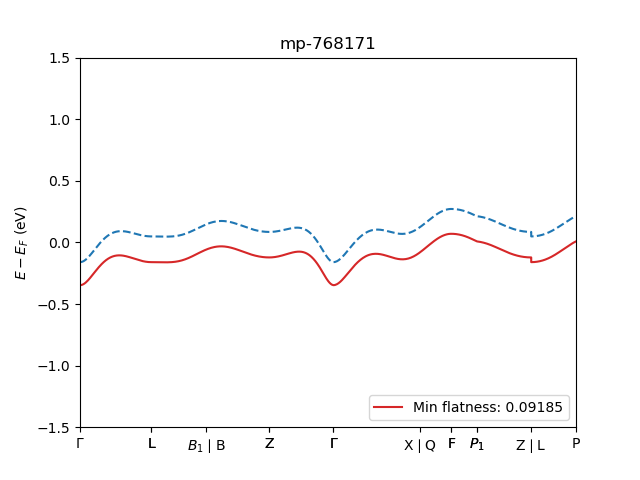 mp-768171
1.5
1.0
0.5
0.0
−0.5
−1.0
−1.5
E − E_F (eV)
Min flatness: 0.09185
Γ L B₁ | B Z Γ X | Q F P₁ Z | L P